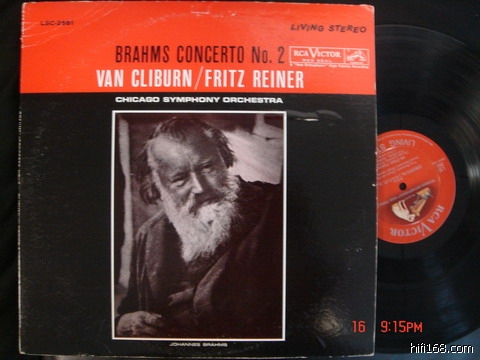 LSC-2581
LIVING STEREO
BRAHMS CONCERTO No. 2
RCA VICTOR
VAN CLIBURN/FRITZ REINER
CHICAGO SYMPHONY ORCHESTRA
RCA VICTOR
JOHANNES BRAHMS
16 9:15PM
hifi168.com